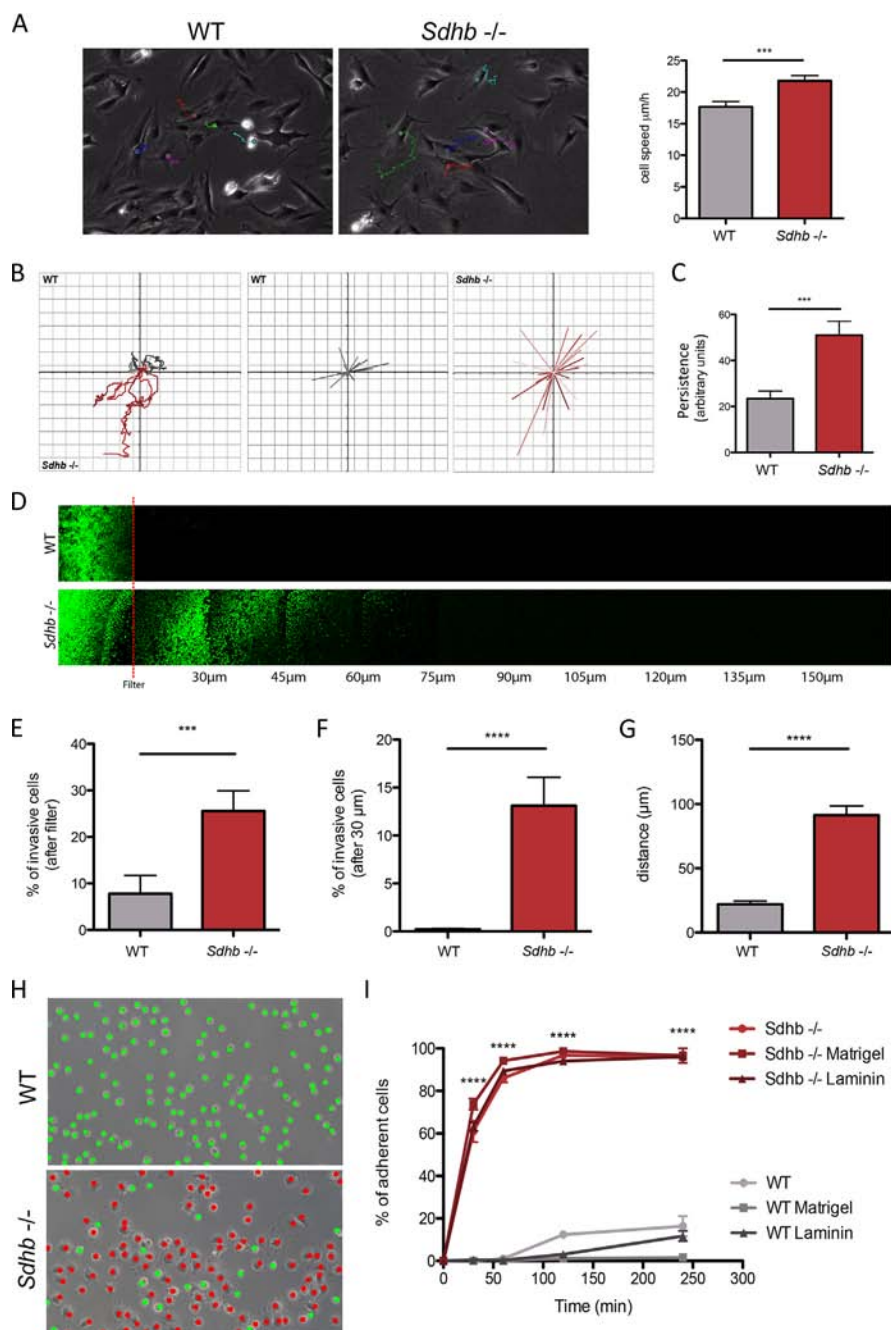 A
WT
Sdhb -/-
***
25
20
15
10
5
0
cell speed μm/h
WT
Sdhb -/-
B
WT
Sdhb -/-
WT
Sdhb -/-
C
***
60
40
20
0
Persistence
(arbitrary units)
WT
Sdhb -/-
D
WT
Sdhb -/-
Filter
30μm
45μm
60μm
75μm
90μm
105μm
120μm
135μm
150μm
E
***
40
30
20
10
0
% of invasive cells
(after filter)
WT
Sdhb -/-
F
****
20
15
10
5
0
% of invasive cells
(after 30 μm)
WT
Sdhb -/-
G
****
150
100
50
0
distance (μm)
WT
Sdhb -/-
H
WT
Sdhb -/-
I
100
80
60
40
20
0
% of adherent cells
**** **** **** ****
0 50 100 150 200 250 300
Time (min)
Sdhb -/-
Sdhb -/- Matrigel
Sdhb -/- Laminin
WT
WT Matrigel
WT Laminin